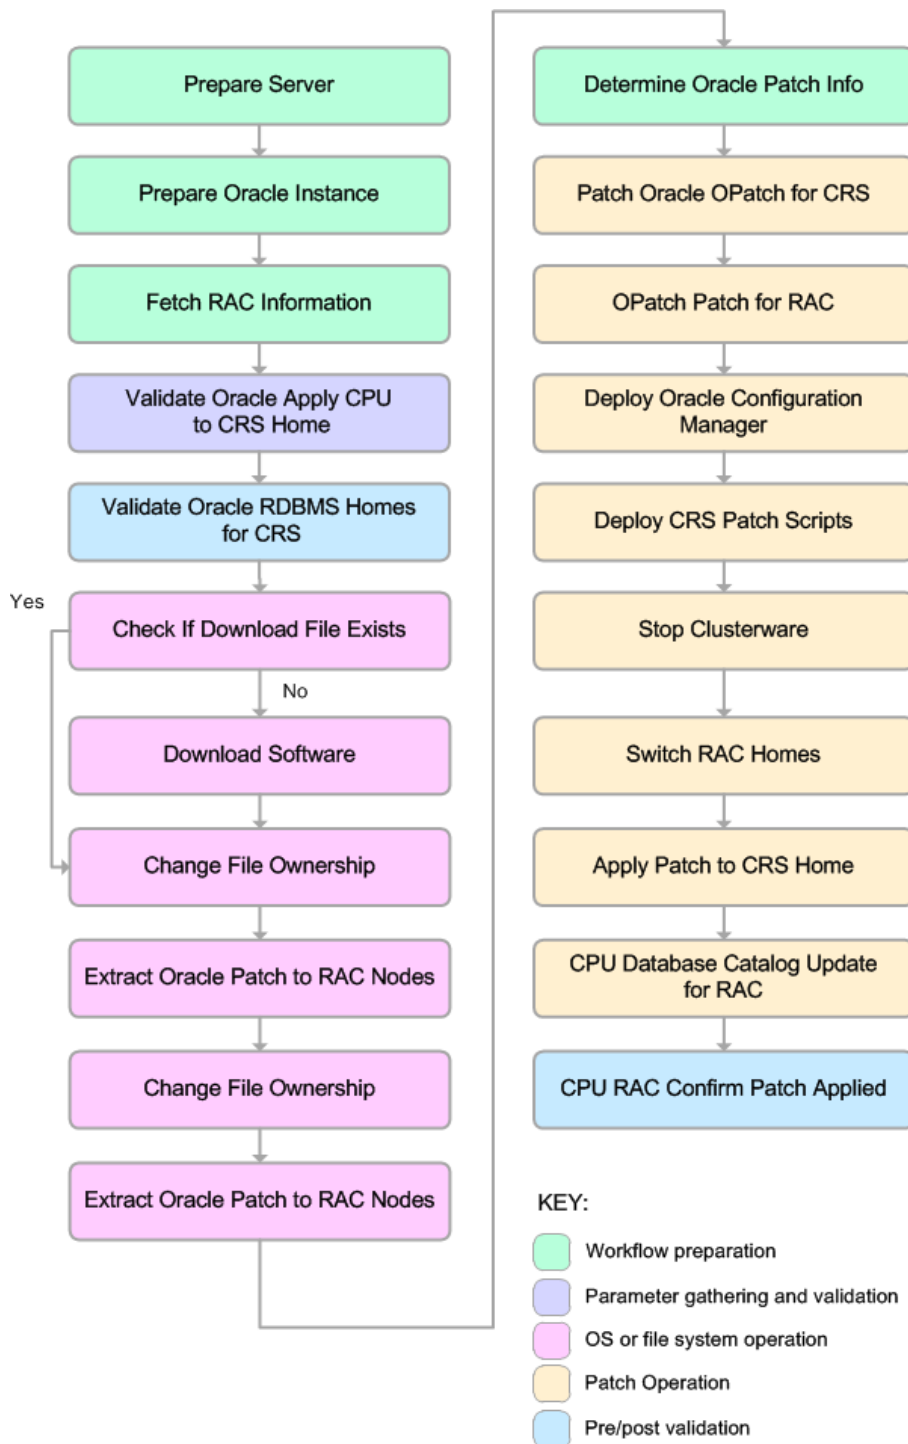 Prepare Server
Prepare Oracle Instance
Fetch RAC Information
Validate Oracle Apply CPU
to CRS Home
Validate Oracle RDBMS Homes
for CRS
Yes
Check If Download File Exists
No
Download Software
Change File Ownership
Extract Oracle Patch to RAC Nodes
Change File Ownership
Extract Oracle Patch to RAC Nodes
Determine Oracle Patch Info
Patch Oracle OPatch for CRS
OPatch Patch for RAC
Deploy Oracle Configuration
Manager
Deploy CRS Patch Scripts
Stop Clusterware
Switch RAC Homes
Apply Patch to CRS Home
CPU Database Catalog Update
for RAC
CPU RAC Confirm Patch Applied
KEY:
Workflow preparation
Parameter gathering and validation
OS or file system operation
Patch Operation
Pre/post validation